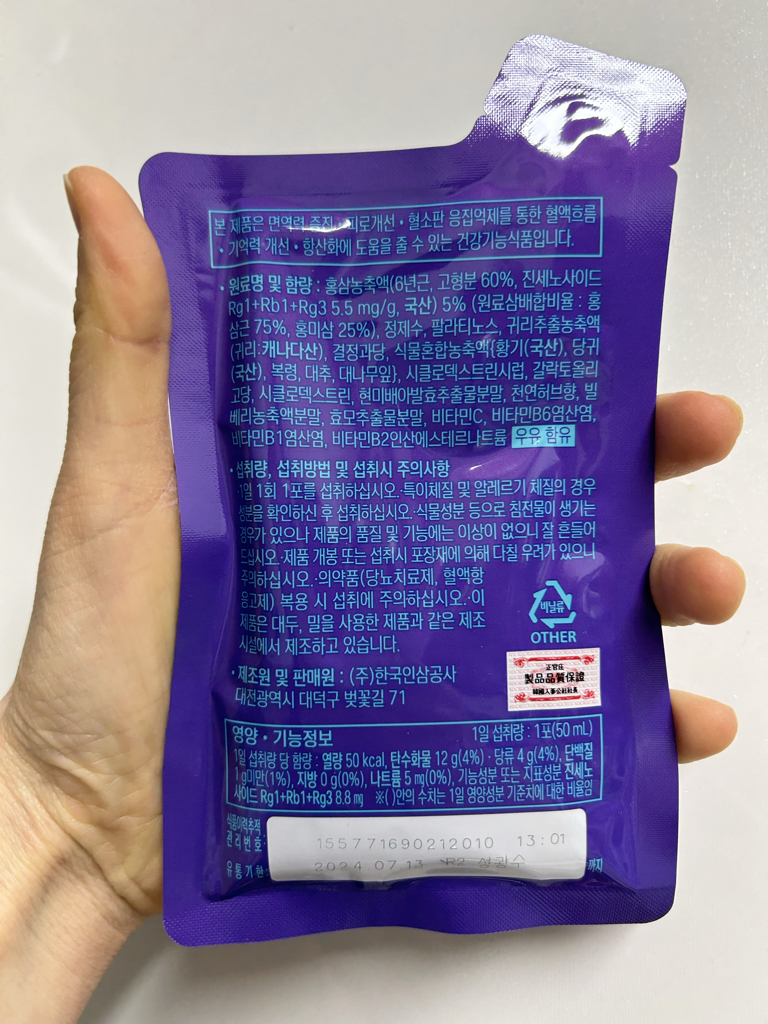 본 제품은 면역력 증진 · 피로개선 · 혈소판 응집억제를 통한 혈액흐름
· 기억력 개선 · 항산화에 도움을 줄 수 있는 건강기능식품입니다.
· 원료명 및 함량 : 홍삼농축액(6년근, 고형분 60%, 진세노사이드
Rg1+Rb1+Rg3 5.5 mg/g, 국산) 5% (원료삼배합비율 : 홍
삼근 75%, 홍미삼 25%), 정제수, 팔라티노스, 귀리추출농축액
(귀리:캐나다산), 결정과당, 식물혼합농축액(황기(국산), 당귀
(국산), 복령, 대추, 대나무잎), 시클로덱스트린시럽, 갈락토올리
고당, 시클로덱스트린, 현미배아발효추출물분말, 천연허브향, 빌
베리농축액분말, 효모추출물분말, 비타민C, 비타민B6염산염,
비타민B1염산염, 비타민B2인산에스테르나트륨 우유 함유
· 섭취량, 섭취방법 및 섭취시 주의사항
·1일 1회 1포를 섭취하십시오.·특이체질 및 알레르기 체질의 경우
성분을 확인하신 후 섭취하십시오.·식물성분 등으로 침전물이 생기는
경우가 있으나 제품의 품질 및 기능에는 이상이 없으니 잘 흔들어
드십시오.·제품 개봉 또는 섭취시 포장재에 의해 다칠 우려가 있으니
주의하십시오.·의약품(당뇨치료제, 혈액항
응고제) 복용 시 섭취에 주의하십시오.·이
제품은 대두, 밀을 사용한 제품과 같은 제조
시설에서 제조하고 있습니다.
비닐류
OTHER
正官庄
製品品質保證
韓國人蔘公社社長
· 제조원 및 판매원 : (주)한국인삼공사
대전광역시 대덕구 벚꽃길 71
영양 · 기능정보 1일 섭취량 : 1포(50 mL)
1일 섭취량 당 함량 : 열량 50 kcal, 탄수화물 12 g(4%) · 당류 4 g(4%), 단백질
1 g미만(1%), 지방 0 g(0%), 나트륨 5 mg(0%), 기능성분 또는 지표성분 진세노
사이드 Rg1+Rb1+Rg3 8.8 mg ※( )안의 수치는 1일 영양성분 기준치에 대한 비율임
식품이력추적
관리번호: 155771690212010 13:01
유통기한: 2024.07.13 까지